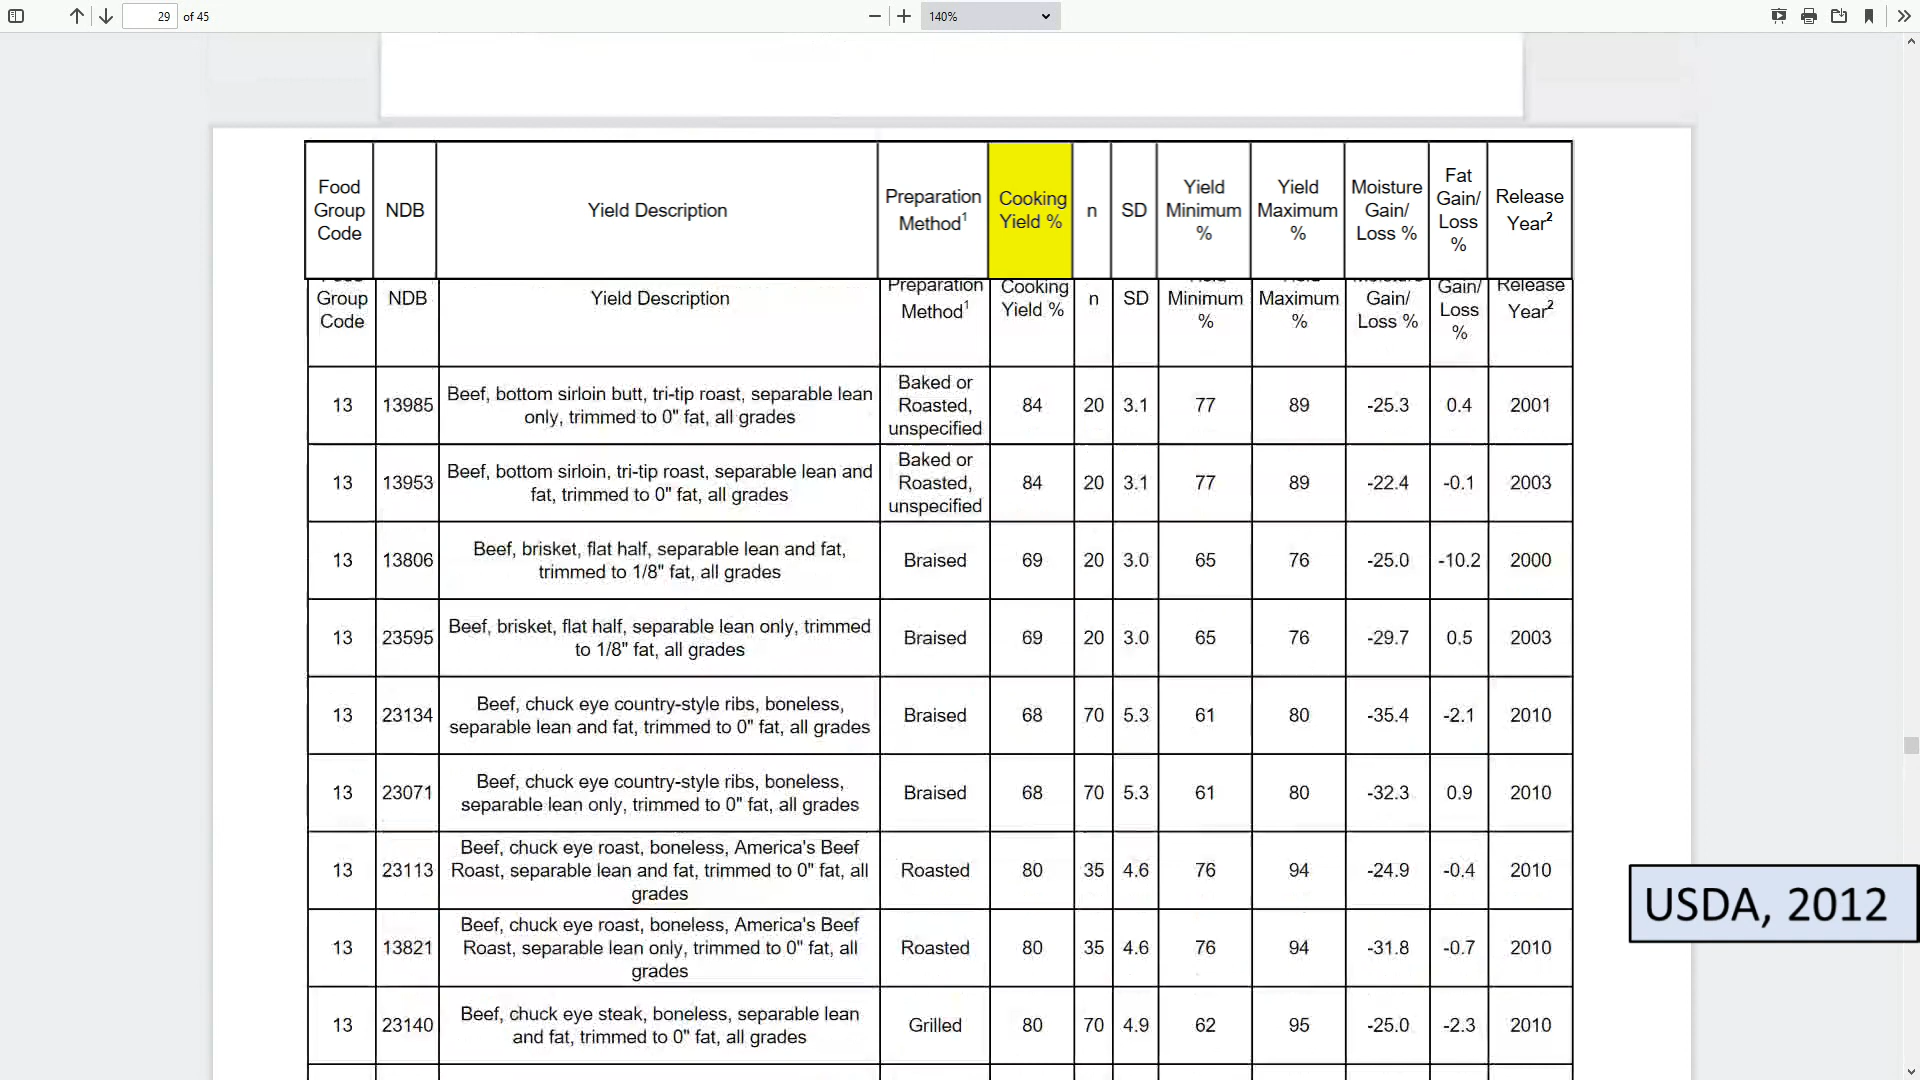 29 of 45
140%
Food Group Code NDB Yield Description Preparation Method¹ Cooking Yield % n SD Yield Minimum % Yield Maximum % Moisture Gain/ Loss % Fat Gain/ Loss % Release Year²
Group Code NDB Yield Description Preparation Method¹ Cooking Yield % n SD Minimum % Maximum % Gain/ Loss % Gain/ Loss % Release Year²
13 13985 Beef, bottom sirloin butt, tri-tip roast, separable lean only, trimmed to 0" fat, all grades Baked or Roasted, unspecified 84 20 3.1 77 89 -25.3 0.4 2001
13 13953 Beef, bottom sirloin, tri-tip roast, separable lean and fat, trimmed to 0" fat, all grades Baked or Roasted, unspecified 84 20 3.1 77 89 -22.4 -0.1 2003
13 13806 Beef, brisket, flat half, separable lean and fat, trimmed to 1/8" fat, all grades Braised 69 20 3.0 65 76 -25.0 -10.2 2000
13 23595 Beef, brisket, flat half, separable lean only, trimmed to 1/8" fat, all grades Braised 69 20 3.0 65 76 -29.7 0.5 2003
13 23134 Beef, chuck eye country-style ribs, boneless, separable lean and fat, trimmed to 0" fat, all grades Braised 68 70 5.3 61 80 -35.4 -2.1 2010
13 23071 Beef, chuck eye country-style ribs, boneless, separable lean only, trimmed to 0" fat, all grades Braised 68 70 5.3 61 80 -32.3 0.9 2010
13 23113 Beef, chuck eye roast, boneless, America's Beef Roast, separable lean and fat, trimmed to 0" fat, all grades Roasted 80 35 4.6 76 94 -24.9 -0.4 2010
13 13821 Beef, chuck eye roast, boneless, America's Beef Roast, separable lean only, trimmed to 0" fat, all grades Roasted 80 35 4.6 76 94 -31.8 -0.7 2010
13 23140 Beef, chuck eye steak, boneless, separable lean and fat, trimmed to 0" fat, all grades Grilled 80 70 4.9 62 95 -25.0 -2.3 2010
USDA, 2012